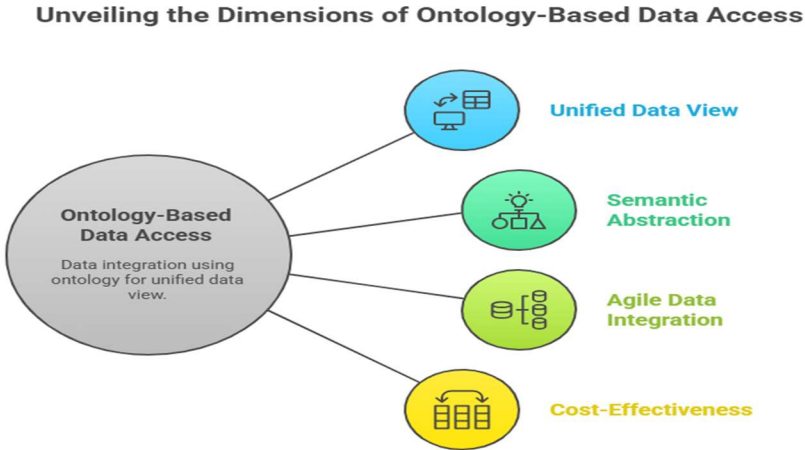 Unveiling the Dimensions of Ontology-Based Data Access
Unified Data View
Ontology-Based
Data Access
Data integration using
ontology for unified data
view.
Semantic
Abstraction
Agile Data
Integration
Cost-Effectiveness